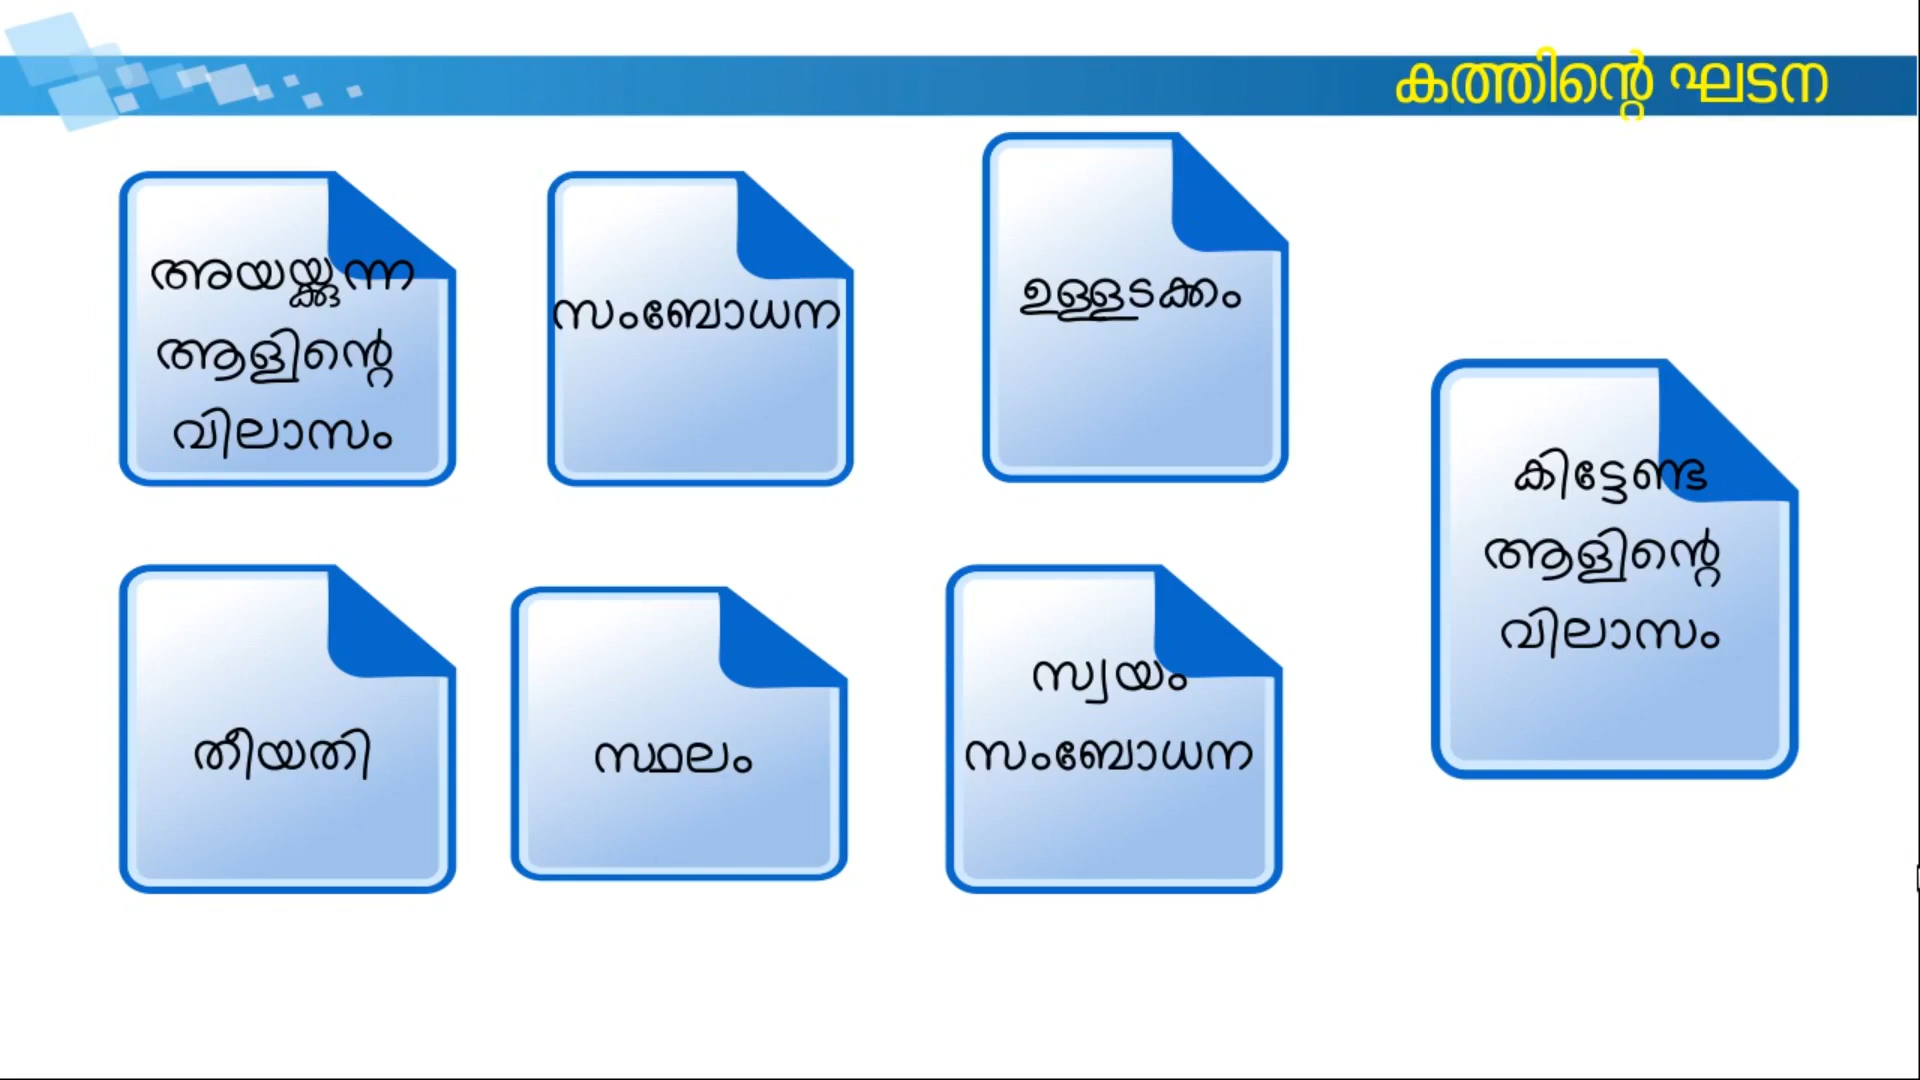 കത്തിന്റെ ഘടന
അയയ്ക്കുന്ന
ആളിന്റെ
വിലാസം
സംബോധന
ഉള്ളടക്കം
കിട്ടേണ്ട
ആളിന്റെ
വിലാസം
തീയതി
സ്ഥലം
സ്വയം
സംബോധന